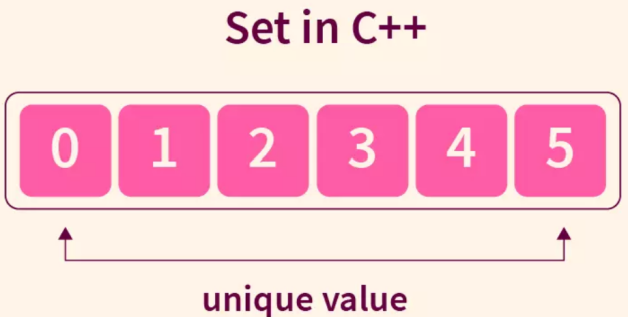 Set in C++
0 1 2 3 4 5
unique value